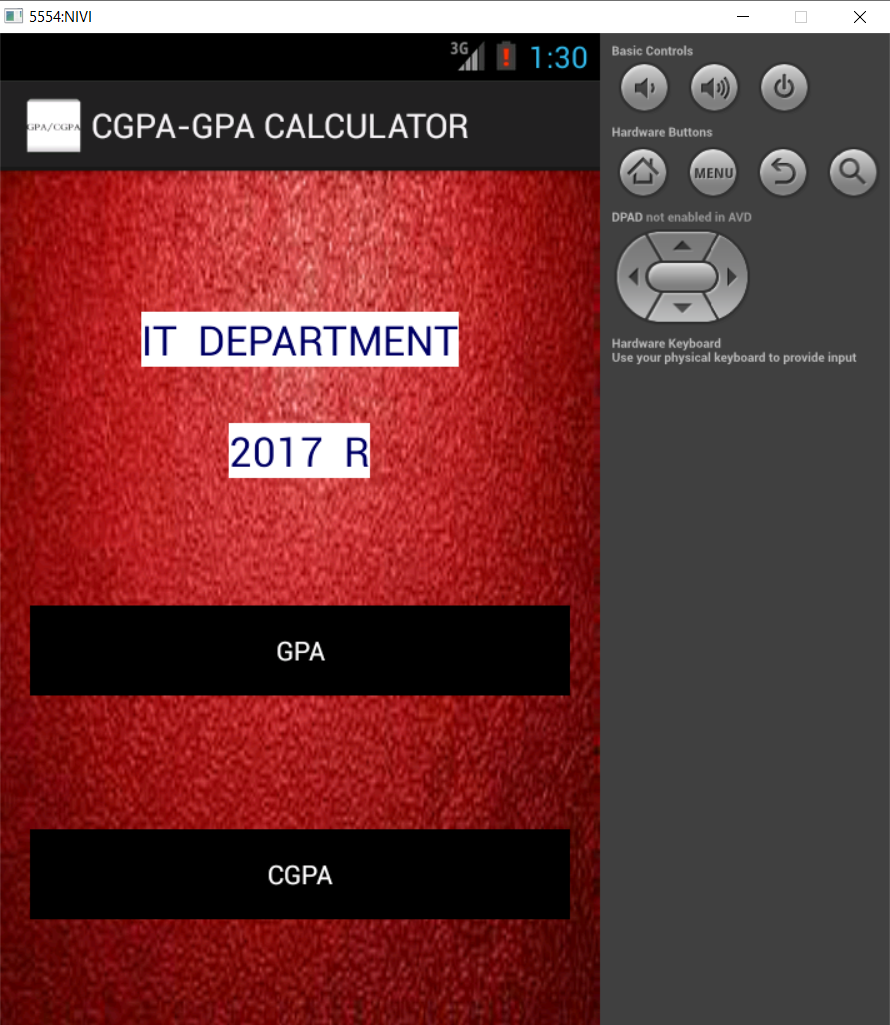 5554:NIVI
3G 1:30
GPA/CGPA
CGPA-GPA CALCULATOR
IT DEPARTMENT
2017 R
GPA
CGPA
Basic Controls
Hardware Buttons
MENU
DPAD not enabled in AVD
Hardware Keyboard
Use your physical keyboard to provide input